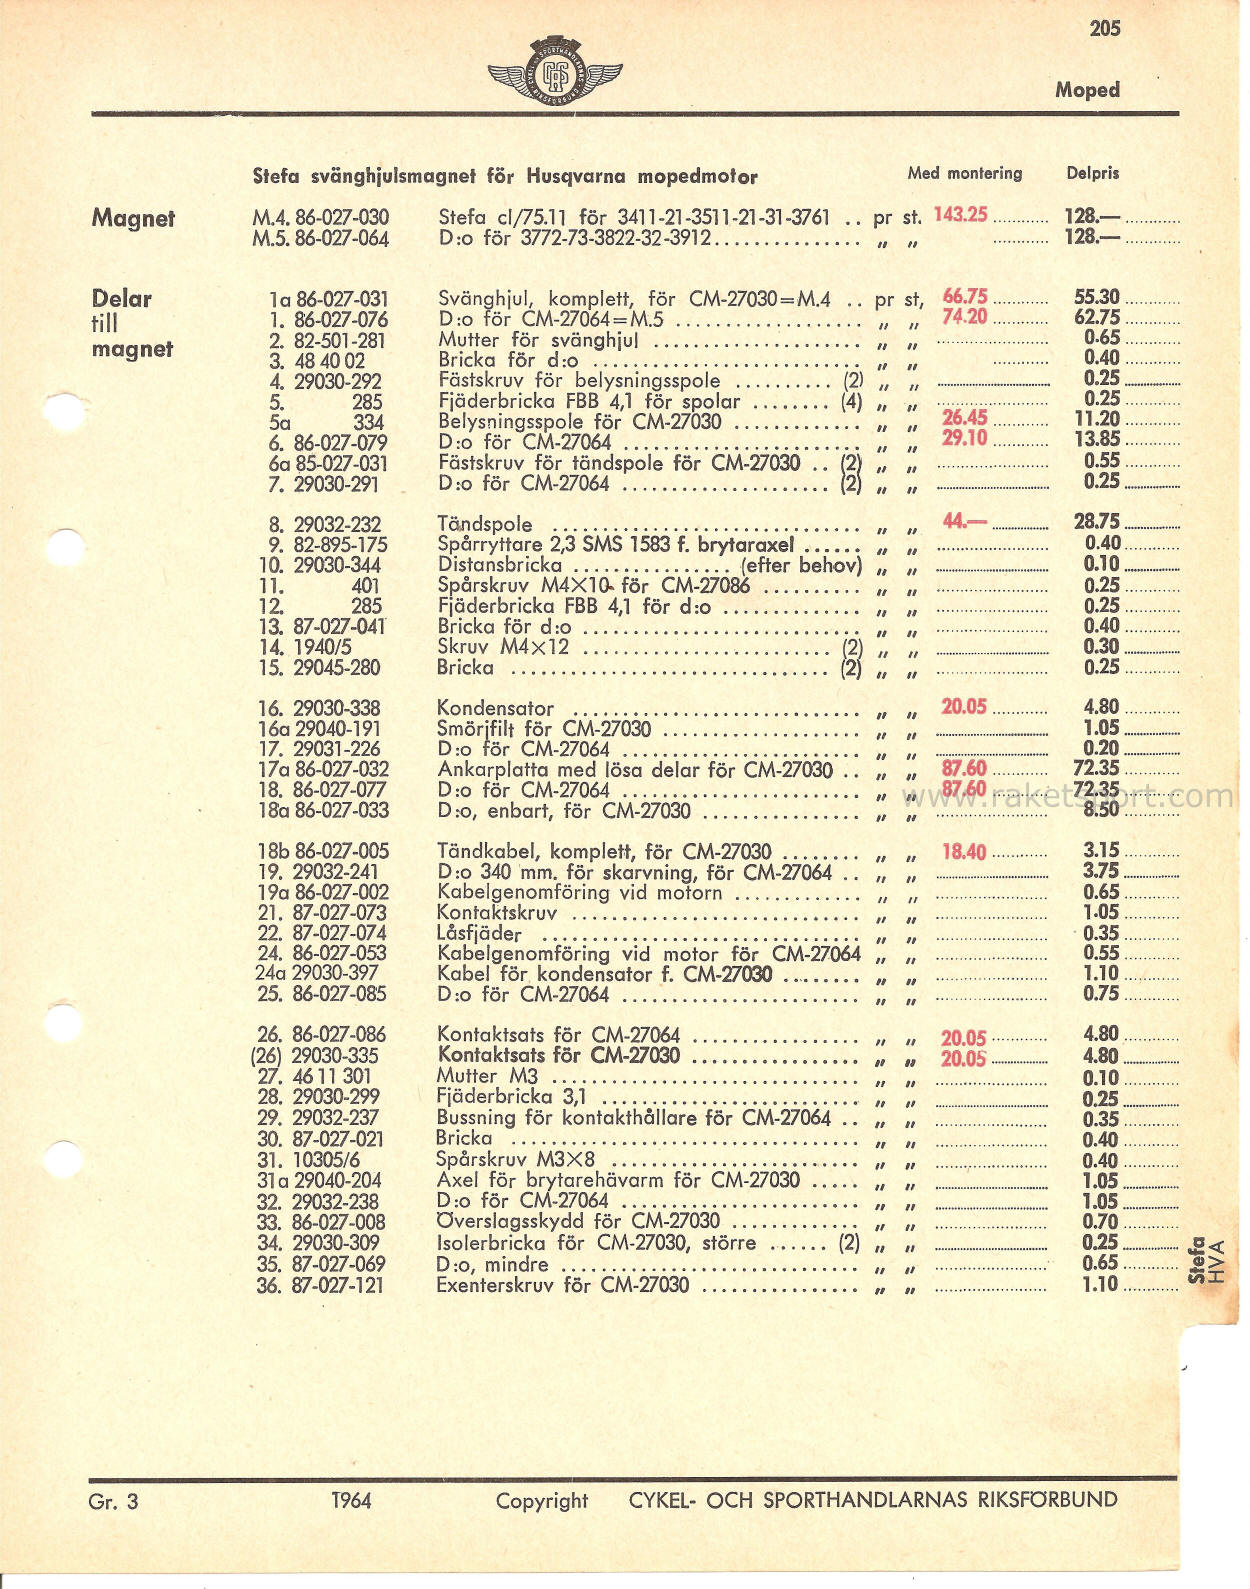 205
CYKEL- OCH SPORTHANDLARNAS
RIKSFÖRBUND
Moped
Stefa svänghjulsmagnet för Husqvarna mopedmotor Med montering Delpris
Magnet M.4. 86-027-030 Stefa cl/75.11 för 3411-21-3511-21-31-3761 .. pr st. 143.25 ............ 128.— ............
M.5. 86-027-064 D:o för 3772-73-3822-32-3912............... „ „ ............ 128.— ............
Delar 1a 86-027-031 Svänghjul, komplett, för CM-27030=M.4 .. pr st, 66.75 ............ 55.30 ............
till 1. 86-027-076 D:o för CM-27064=M.5 ................... „ „ 74.20 ............ 62.75 ............
2. 82-501-281 Mutter för svänghjul ..................... „ „ ............ 0.65 ............
magnet 3. 48 40 02 Bricka för d:o ........................... „ „ ............ 0.40 ............
4. 29030-292 Fästskruv för belysningsspole .......... (2) „ „ ............ 0.25 ............
5. 285 Fjäderbricka FBB 4,1 för spolar ........ (4) „ „ ............ 0.25 ............
5a 334 Belysningsspole för CM-27030 ............. „ „ 26.45 ............ 11.20 ............
6. 86-027-079 D:o för CM-27064 ........................ „ „ 29.10 ............ 13.85 ............
6a 85-027-031 Fästskruv för tändspole för CM-27030 .. (2) „ „ ............ 0.55 ............
7. 29030-291 D:o för CM-27064 ..................... (2) „ „ ............ 0.25 ............
8. 29032-232 Tändspole ............................... „ „ 44.— ............ 28.75 ............
9. 82-895-175 Spårryttare 2,3 SMS 1583 f. brytaraxel ...... „ „ ............ 0.40 ............
10. 29030-344 Distansbricka ................ (efter behov) „ „ ............ 0.10 ............
11. 401 Spårskruv M4X10 för CM-27086 .......... „ „ ............ 0.25 ............
12. 285 Fjäderbricka FBB 4,1 för d:o .............. „ „ ............ 0.25 ............
13. 87-027-041 Bricka för d:o ............................ „ „ ............ 0.40 ............
14. 1940/5 Skruv M4×12 ......................... (2) „ „ ............ 0.30 ............
15. 29045-280 Bricka ................................ (2) „ „ ............ 0.25 ............
16. 29030-338 Kondensator ............................. „ „ 20.05 ............ 4.80 ............
16a 29040-191 Smörjfilt för CM-27030 .................... „ „ ............ 1.05 ............
17. 29031-226 D:o för CM-27064 ........................ „ „ ............ 0.20 ............
17a 86-027-032 Ankarplatta med lösa delar för CM-27030 .. „ „ 87.60 ............ 72.35 ............
18. 86-027-077 D:o för CM-27064 ........................ „ „ 87.60 ............ 72.35 ............
www.raketsport.com
18a 86-027-033 D:o, enbart, för CM-27030 ................ „ „ ............ 8.50 ............
18b 86-027-005 Tändkabel, komplett, för CM-27030 ........ „ „ 18.40 ............ 3.15 ............
19. 29032-241 D:o 340 mm. för skarvning, för CM-27064 .. „ „ ............ 3.75 ............
19a 86-027-002 Kabelgenomföring vid motorn ............. „ „ ............ 0.65 ............
21. 87-027-073 Kontaktskruv ............................. „ „ ............ 1.05 ............
22. 87-027-074 Låsfjäder ................................ „ „ ............ 0.35 ............
24. 86-027-053 Kabelgenomföring vid motor för CM-27064 „ „ ............ 0.55 ............
24a 29030-397 Kabel för kondensator f. CM-27030 ........ „ „ ............ 1.10 ............
25. 86-027-085 D:o för CM-27064 ........................ „ „ ............ 0.75 ............
26. 86-027-086 Kontaktsats för CM-27064 .................. „ „ 20.05 ............ 4.80 ............
(26) 29030-335 Kontaktsats för CM-27030 ................. „ „ 20.05 ............ 4.80 ............
27. 46 11 301 Mutter M3 ............................... „ „ ............ 0.10 ............
28. 29030-299 Fjäderbricka 3,1 .......................... „ „ ............ 0.25 ............
29. 29032-237 Bussning för kontakthållare för CM-27064 .. „ „ ............ 0.35 ............
30. 87-027-021 Bricka ................................... „ „ ............ 0.40 ............
31. 10305/6 Spårskruv M3X8 ......................... „ „ ............ 0.40 ............
31a 29040-204 Axel för brytarehävarm för CM-27030 ..... „ „ ............ 1.05 ............
32. 29032-238 D:o för CM-27064 ......................... „ „ ............ 1.05 ............
33. 86-027-008 Överslagsskydd för CM-27030 ............. „ „ ............ 0.70 ............
34. 29030-309 Isolerbricka för CM-27030, större ...... (2) „ „ ............ 0.25 ............
35. 87-027-069 D:o, mindre .............................. „ „ ............ 0.65 ............
36. 87-027-121 Exenterskruv för CM-27030 ................ „ „ ............ 1.10 ............
Stefa
HVA
Gr. 3 T964 Copyright CYKEL- OCH SPORTHANDLARNAS RIKSFÖRBUND